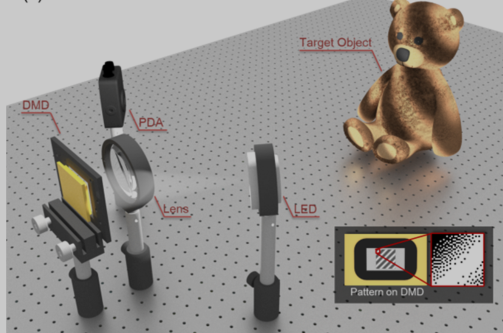 Target Object
DMD
PDA
Lens
LED
Pattern on DMD